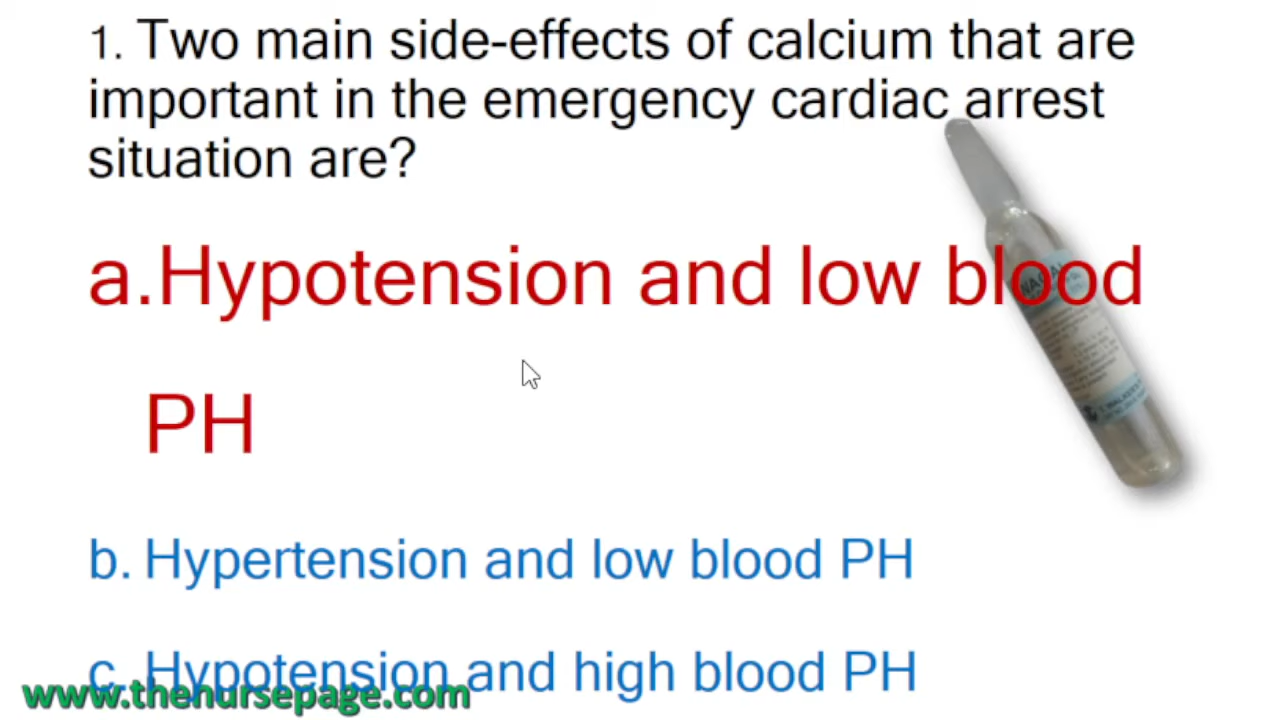 1. Two main side-effects of calcium that are
important in the emergency cardiac arrest
situation are?
a.Hypotension and low blood
PH
b. Hypertension and low blood PH
c. Hypotension and high blood PH
www.thenursepage.com